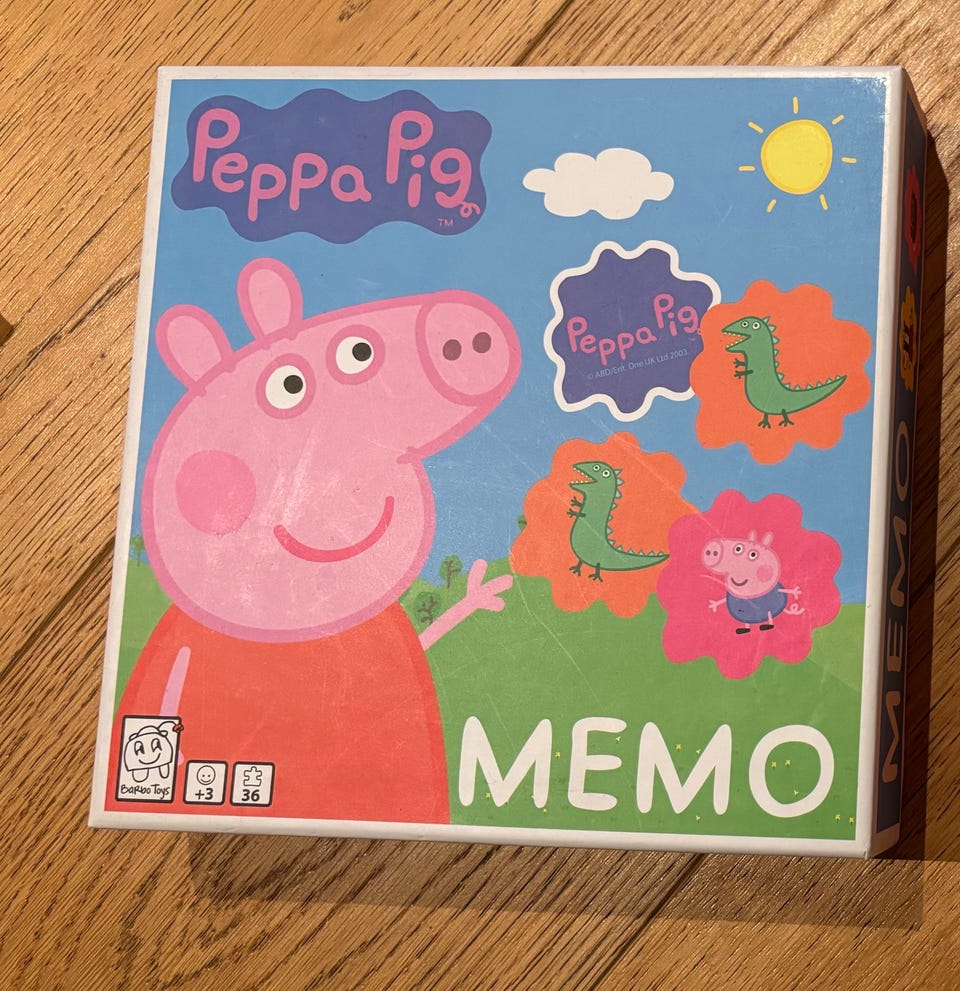 Peppa Pig
TM
Peppa Pig
© ABD/Ent. One UK Ltd 2003.
MEMO
Barbo Toys
+3
36
MEMO